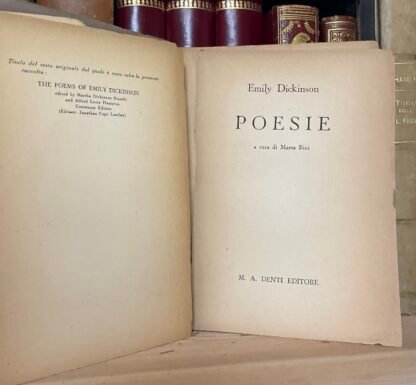 Titolo del testo originale dal quale è stata tolta la presente
raccolta:
THE POEMS OF EMILY DICKINSON
edited by Martha Dickinson Bianchi
and Alfred Leete Hampson
Centenary Edition
(Editore: Jonathan Cape London)
Emily Dickinson
POESIE
a cura di Marta Bini
M. A. DENTI EDITORE